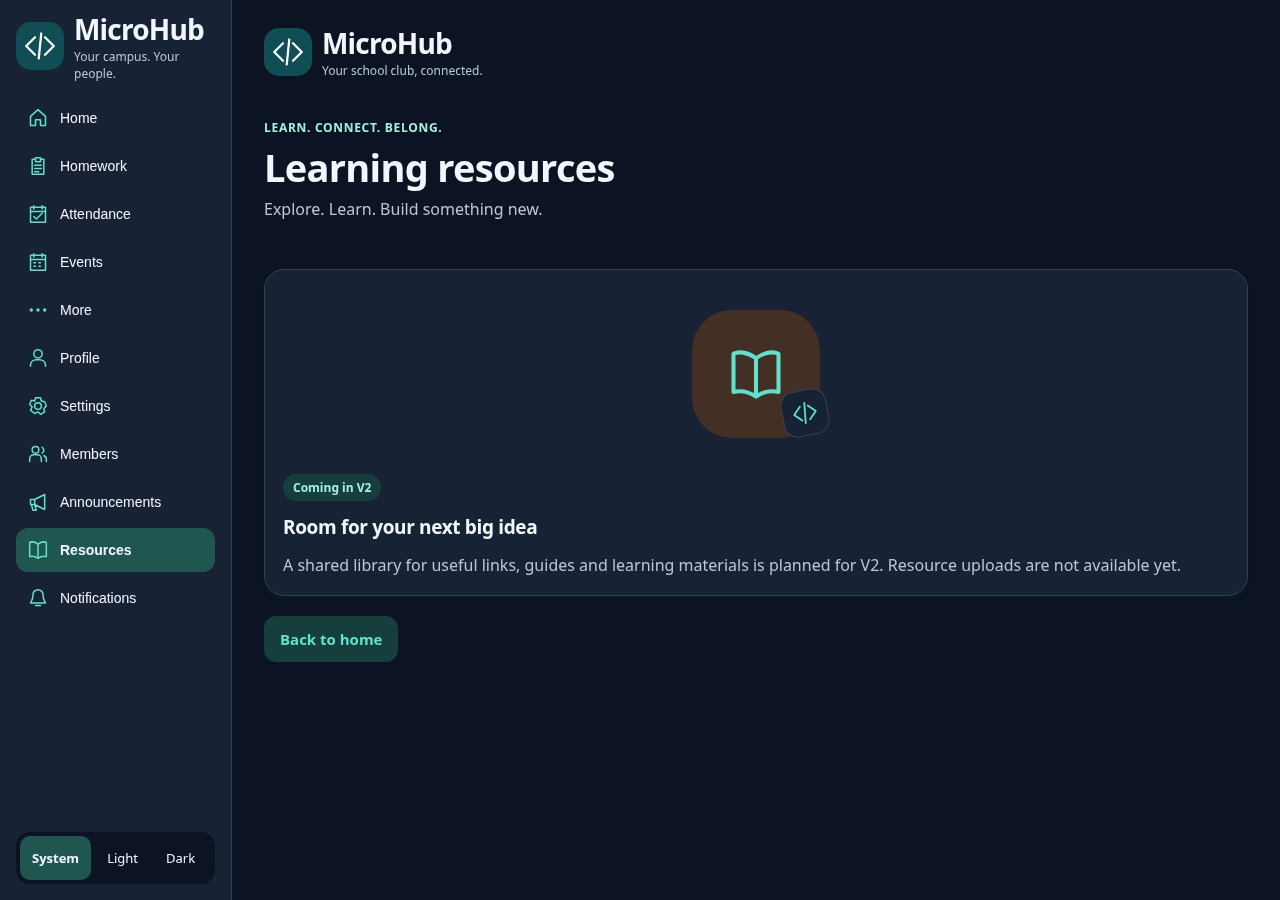 MicroHub
Your campus. Your
people.
Home
Homework
Attendance
Events
More
Profile
Settings
Members
Announcements
Resources
Notifications
System
Light
Dark
MicroHub
Your school club, connected.
LEARN. CONNECT. BELONG.
Learning resources
Explore. Learn. Build something new.
Coming in V2
Room for your next big idea
A shared library for useful links, guides and learning materials is planned for V2. Resource uploads are not available yet.
Back to home